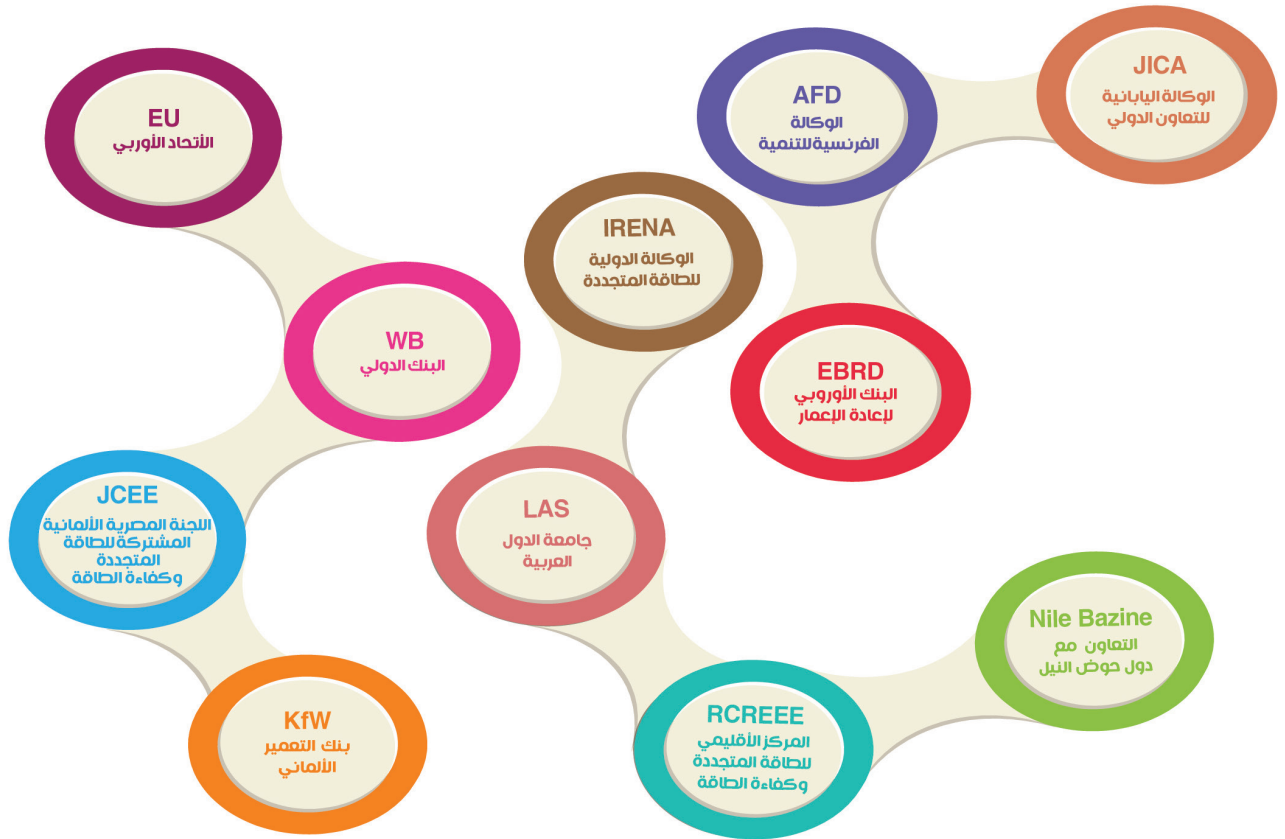 EU
الأتحاد الأوربي
WB
البنك الدولي
JCEE
اللجنة المصرية الألمانية
المشتركة للطاقة
المتجددة
وكفاءة الطاقة
KfW
بنك التعمير
الألماني
IRENA
الوكالة الدولية
للطاقة المتجددة
LAS
جامعة الدول
العربية
RCREEE
المركز الأقليمي
للطاقة المتجددة
وكفاءة الطاقة
Nile Bazine
التعاون مع
دول حوض النيل
AFD
الوكالة
الفرنسية للتنمية
EBRD
البنك الأوروبي
لإعادة الإعمار
JICA
الوكالة اليابانية
للتعاون الدولي